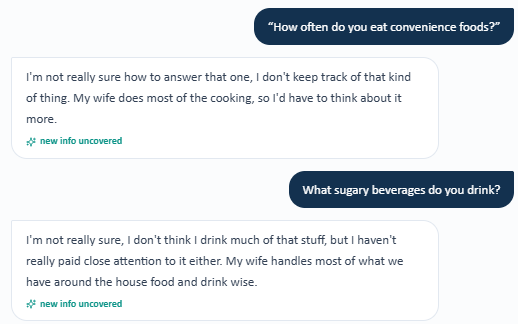 “How often do you eat convenience foods?”
I'm not really sure how to answer that one, I don't keep track of that kind
of thing. My wife does most of the cooking, so I'd have to think about it
more.
new info uncovered
What sugary beverages do you drink?
I'm not really sure, I don't think I drink much of that stuff, but I haven't
really paid close attention to it either. My wife handles most of what we
have around the house food and drink wise.
new info uncovered